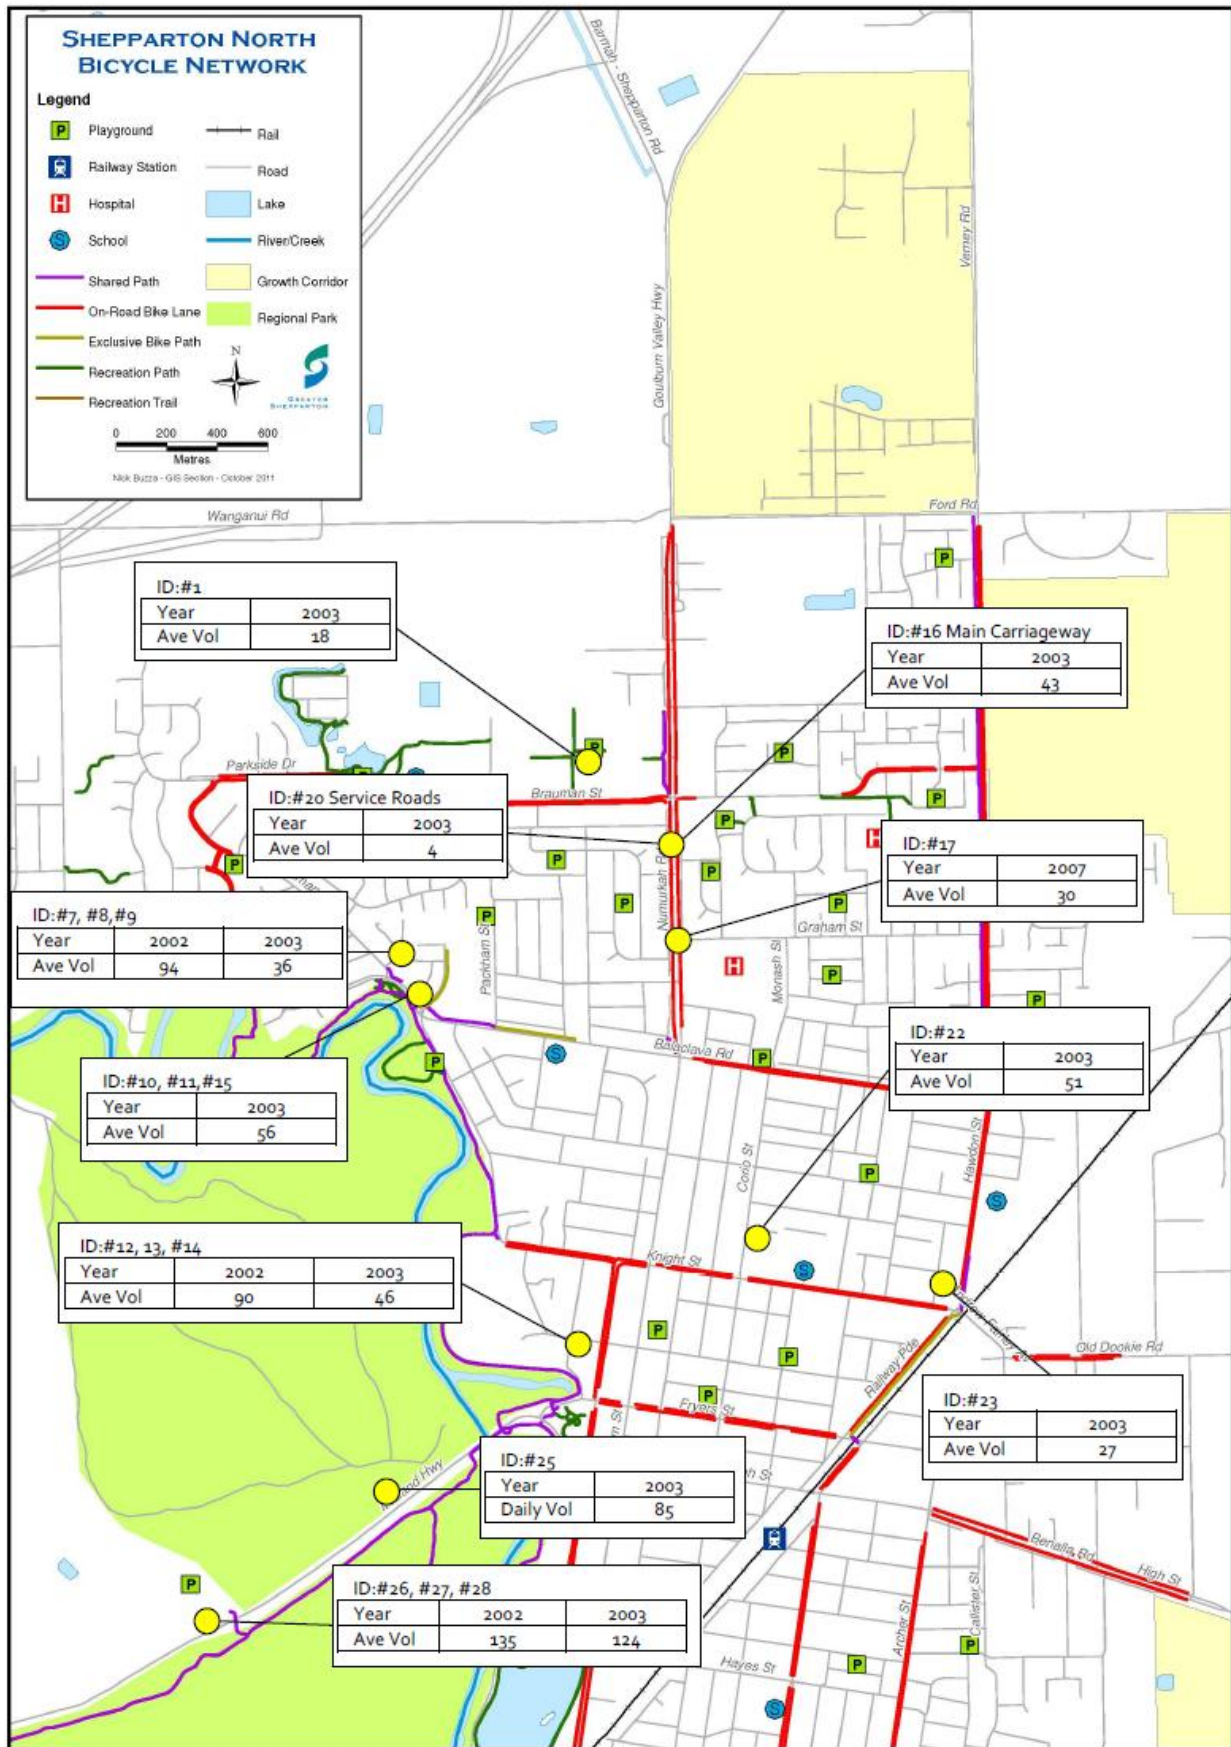 SHEPPARTON NORTH
BICYCLE NETWORK
Legend
P Playground
Rail
Railway Station
Road
H Hospital
Lake
S School
River/Creek
Shared Path
Growth Corridor
On-Road Bike Lane
Regional Park
Exclusive Bike Path
Recreation Path
N
Recreation Trail
GREATER
SHEPPARTON
0 200 400 600
Metres
Nick Buzza - GIS Section - October 2011
Barmah - Shepparton Rd
Verney Rd
Goulburn Valley Hwy
Wanganui Rd
Ford Rd
P
ID:#1
Year 2003
Ave Vol 18
ID:#16 Main Carriageway
Year 2003
Ave Vol 43
P
P
Parkside Dr
ID:#20 Service Roads
Year 2003
Ave Vol 4
Brauman St
P
P
H
ID:#17
Year 2007
Ave Vol 30
P
P
P
P
P
P
Numurkah
Graham St
ID:#7, #8,#9
Year 2002 2003
Ave Vol 94 36
Packham St
H
Monash St
P
P
ID:#22
Year 2003
Ave Vol 51
Balaclava Rd
S
P
P
ID:#10, #11,#15
Year 2003
Ave Vol 56
Hawdon St
Corio St
P
S
ID:#12, 13, #14
Year 2002 2003
Ave Vol 90 46
Knight St
S
P
P
Railway Pde
Old Dookie Rd
P
Fryers St
ID:#23
Year 2003
Ave Vol 27
ID:#25
Year 2003
Daily Vol 85
Benalla Rd
High St
P
ID:#26, #27, #28
Year 2002 2003
Ave Vol 135 124
Archer St
Callister St
P
Hayes St
P
S